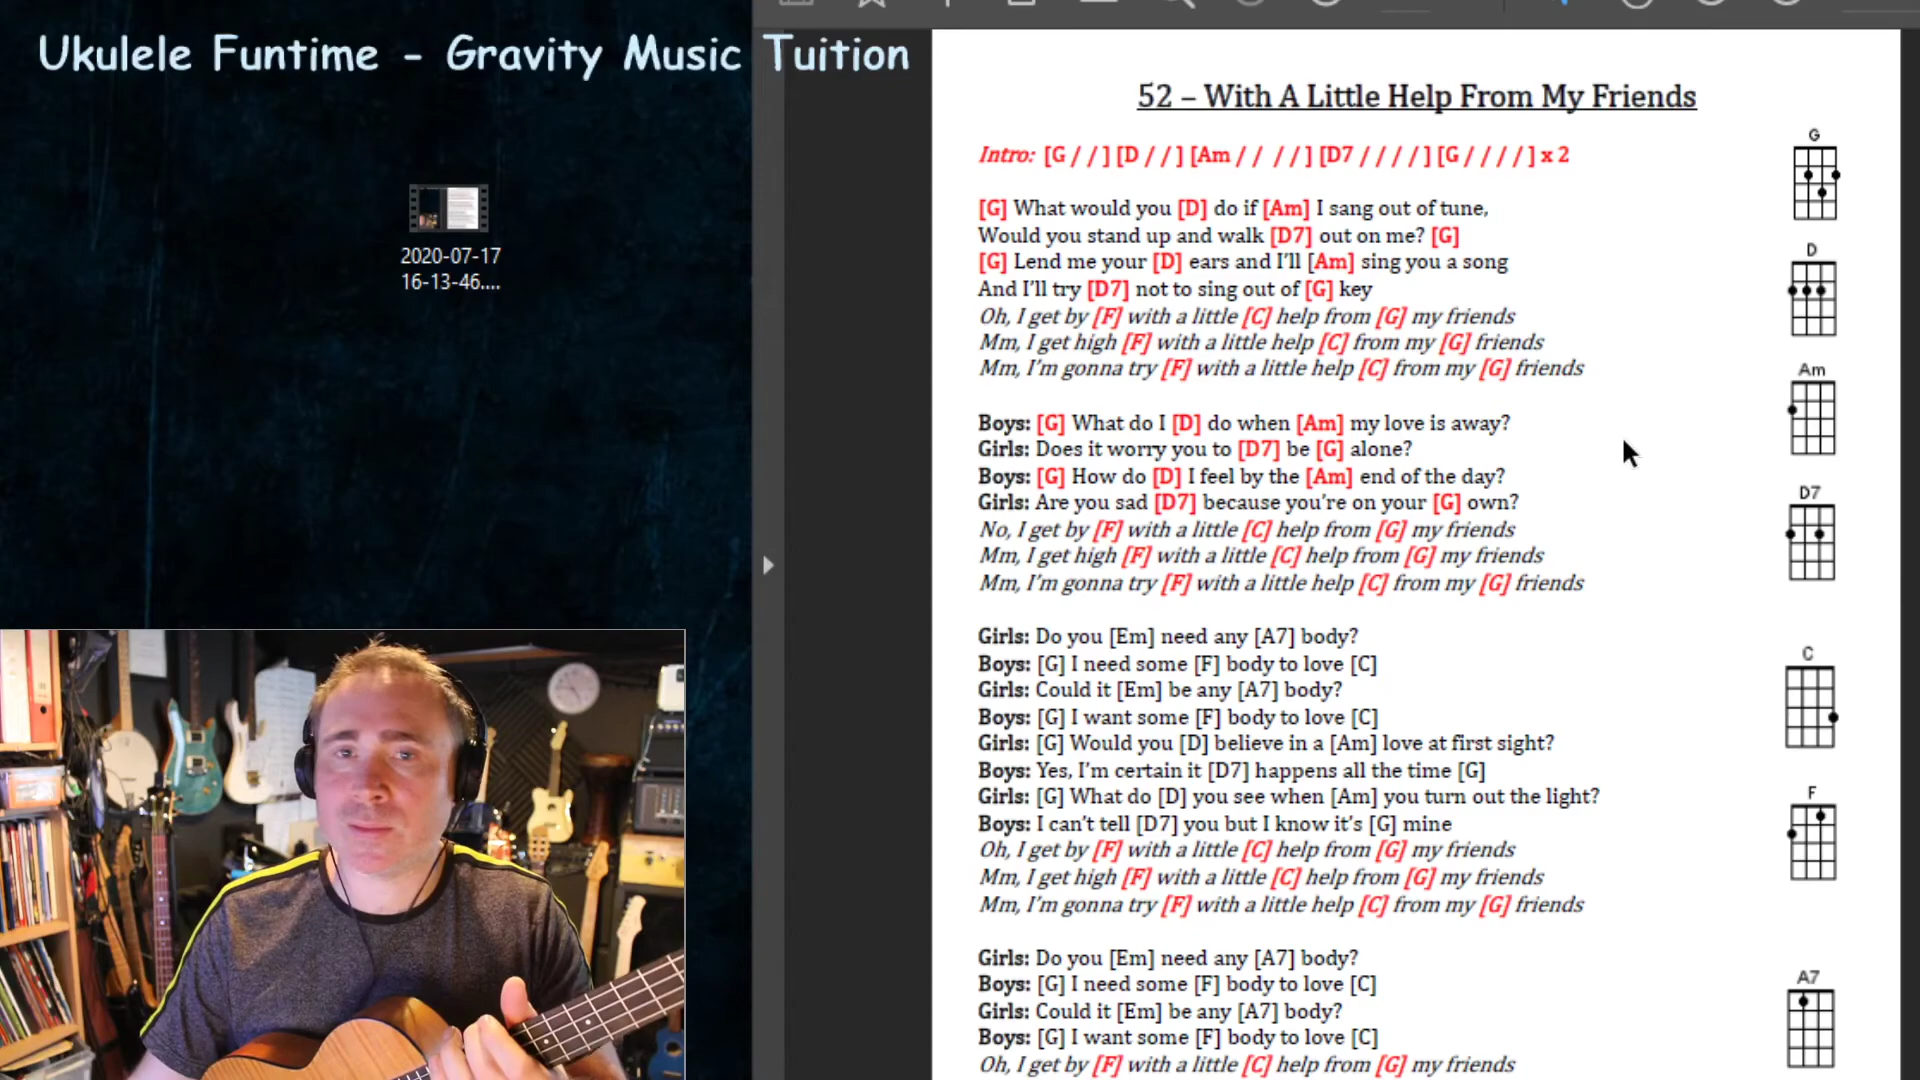 Ukulele Funtime - Gravity Music Tuition
2020-07-17
16-13-46....
52 – With A Little Help From My Friends
Intro: [G / / ] [D / / ] [Am / / / / ] [D7 / / / / ] [G / / / / ] x 2
[G] What would you [D] do if [Am] I sang out of tune,
Would you stand up and walk [D7] out on me? [G]
[G] Lend me your [D] ears and I'll [Am] sing you a song
And I'll try [D7] not to sing out of [G] key
Oh, I get by [F] with a little [C] help from [G] my friends
Mm, I get high [F] with a little help [C] from my [G] friends
Mm, I'm gonna try [F] with a little help [C] from my [G] friends
Boys: [G] What do I [D] do when [Am] my love is away?
Girls: Does it worry you to [D7] be [G] alone?
Boys: [G] How do [D] I feel by the [Am] end of the day?
Girls: Are you sad [D7] because you're on your [G] own?
No, I get by [F] with a little [C] help from [G] my friends
Mm, I get high [F] with a little [C] help from [G] my friends
Mm, I'm gonna try [F] with a little help [C] from my [G] friends
Girls: Do you [Em] need any [A7] body?
Boys: [G] I need some [F] body to love [C]
Girls: Could it [Em] be any [A7] body?
Boys: [G] I want some [F] body to love [C]
Girls: [G] Would you [D] believe in a [Am] love at first sight?
Boys: Yes, I'm certain it [D7] happens all the time [G]
Girls: [G] What do [D] you see when [Am] you turn out the light?
Boys: I can't tell [D7] you but I know it's [G] mine
Oh, I get by [F] with a little [C] help from [G] my friends
Mm, I get high [F] with a little [C] help from [G] my friends
Mm, I'm gonna try [F] with a little help [C] from my [G] friends
Girls: Do you [Em] need any [A7] body?
Boys: [G] I need some [F] body to love [C]
Girls: Could it [Em] be any [A7] body?
Boys: [G] I want some [F] body to love [C]
Oh, I get by [F] with a little [C] help from [G] my friends
G
D
Am
D7
C
F
A7